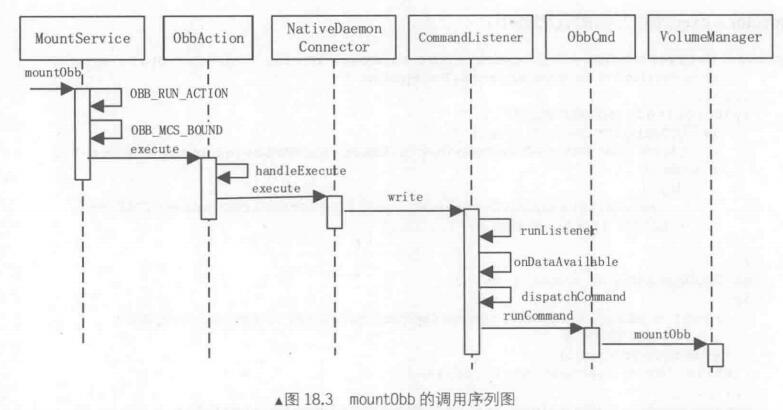 MountService
ObbAction
NativeDaemon
Connector
CommandListener
ObbCmd
VolumeManager
mountObb
OBB_RUN_ACTION
OBB_MCS_BOUND
execute
handleExecute
execute
write
runListener
onDataAvailable
dispatchCommand
runCommand
mountObb
▲图 18.3 mountObb 的调用序列图